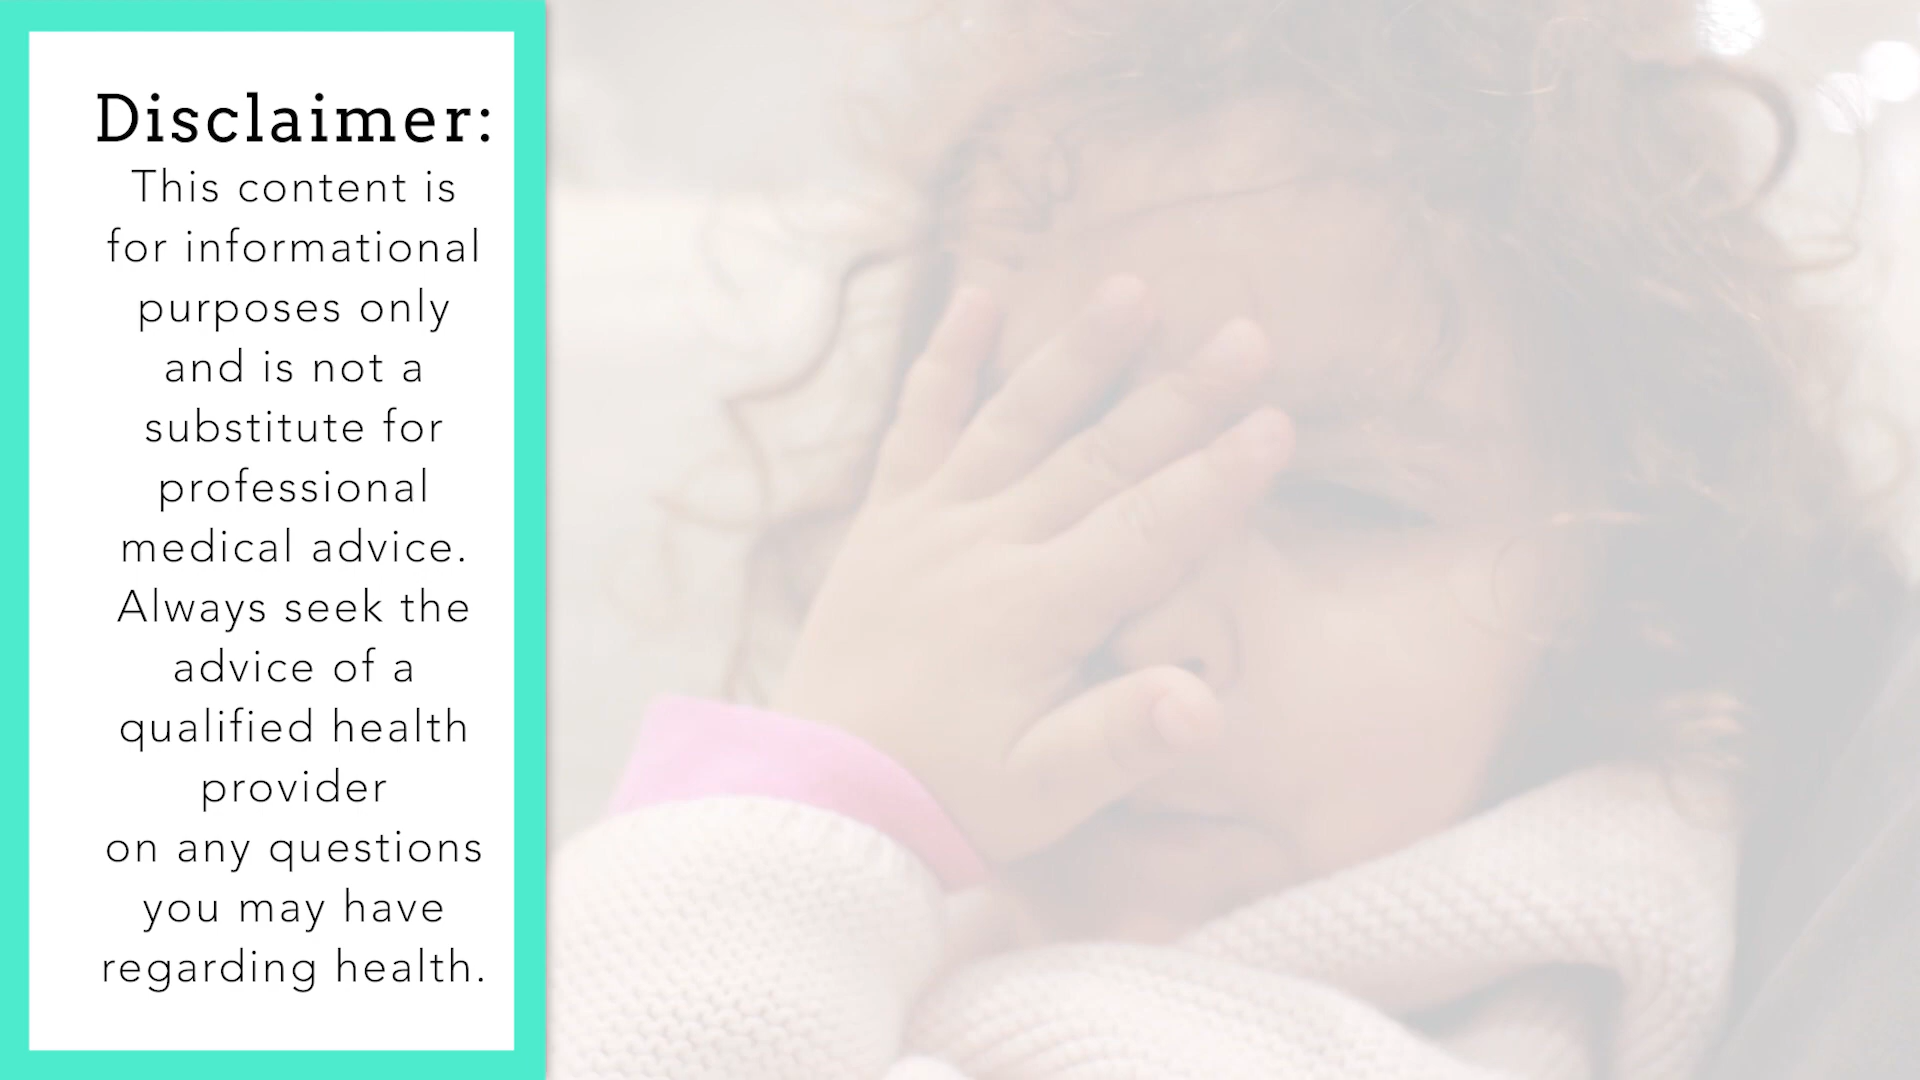 Disclaimer:
This content is
for informational
purposes only
and is not a
substitute for
professional
medical advice.
Always seek the
advice of a
qualified health
provider
on any questions
you may have
regarding health.